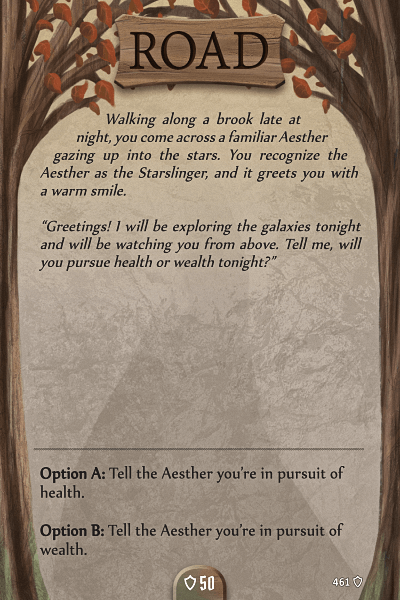 ROAD
Walking along a brook late at
night, you come across a familiar Aesther
gazing up into the stars. You recognize the
Aesther as the Starslinger, and it greets you with
a warm smile.
“Greetings! I will be exploring the galaxies tonight
and will be watching you from above. Tell me, will
you pursue health or wealth tonight?”
Option A: Tell the Aesther you’re in pursuit of
health.
Option B: Tell the Aesther you’re in pursuit of
wealth.
50
461